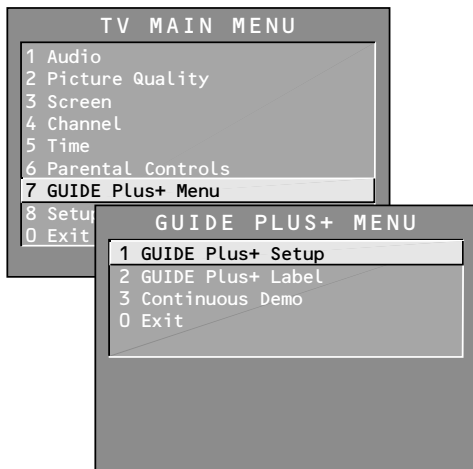 TV MAIN MENU
1 Audio
2 Picture Quality
3 Screen
4 Channel
5 Time
6 Parental Controls
7 GUIDE Plus+ Menu
8 Setup
0 Exit
GUIDE PLUS+ MENU
1 GUIDE Plus+ Setup
2 GUIDE Plus+ Label
3 Continuous Demo
0 Exit